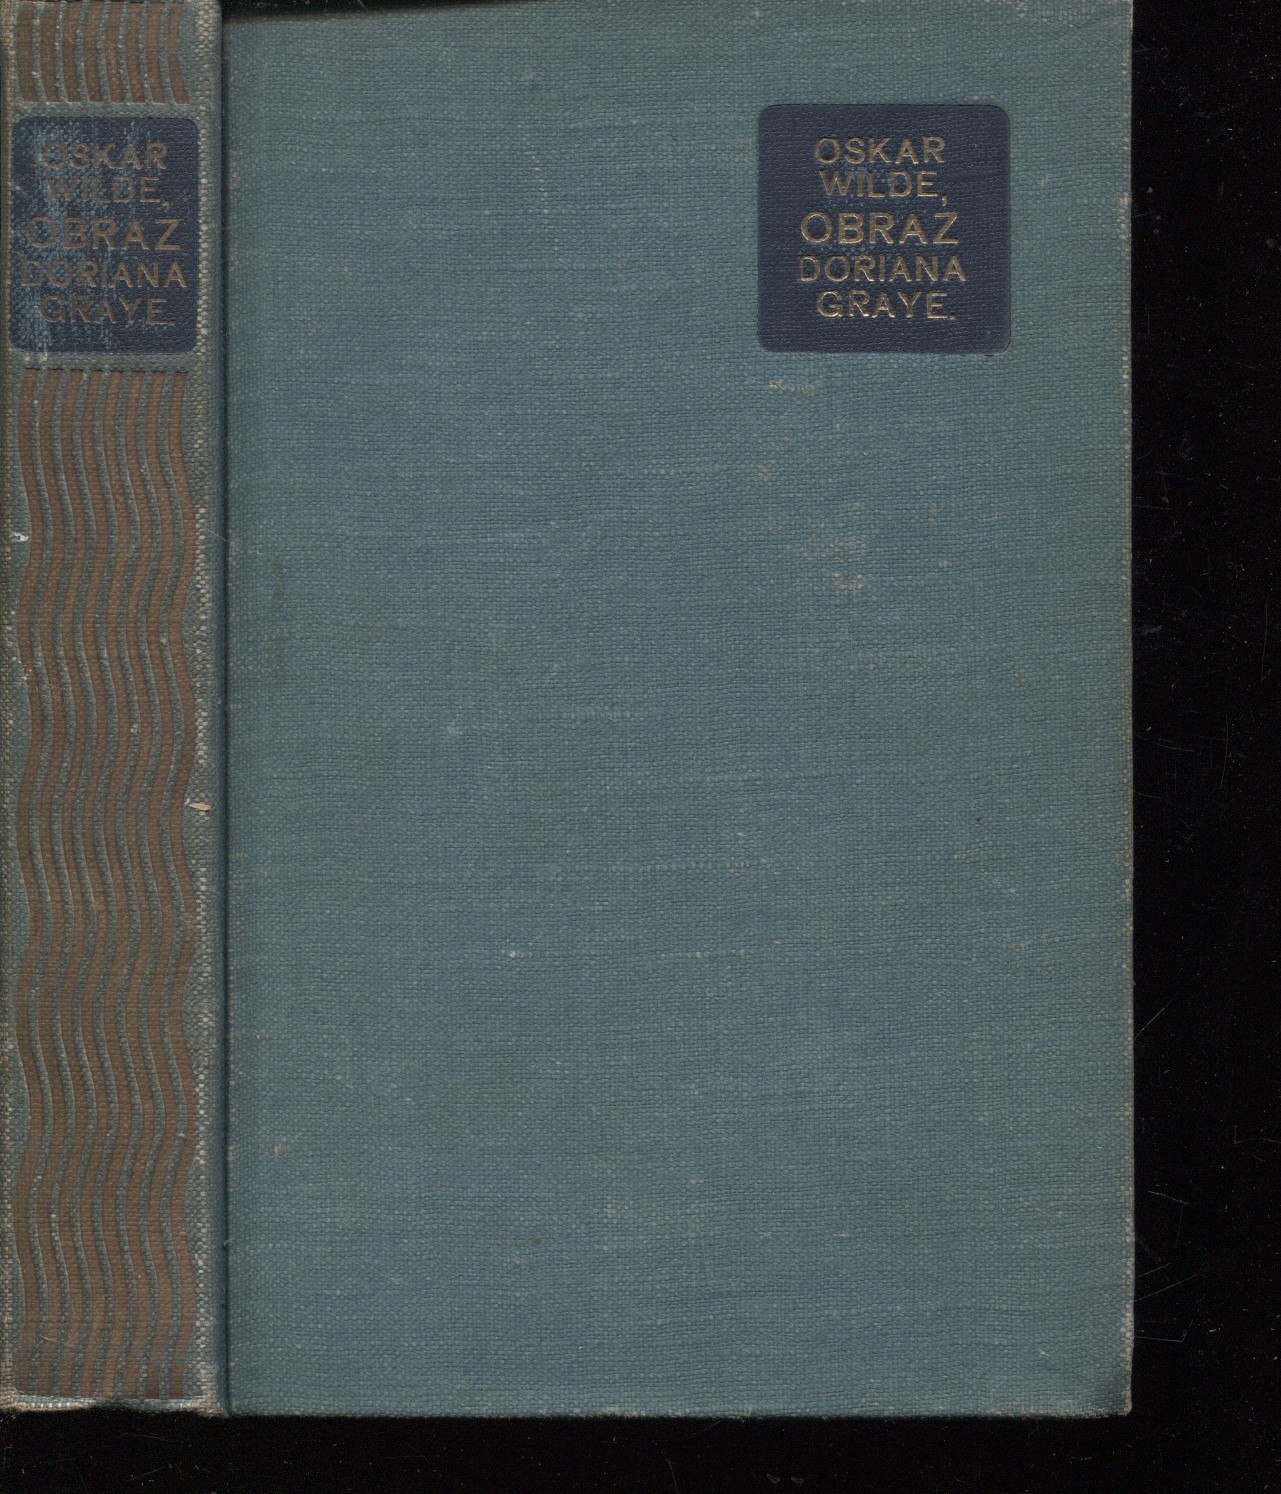 OSKAR
WILDE,
OBRAZ
DORIANA
GRAYE.
OSKAR
WILDE,
OBRAZ
DORIANA
GRAYE.